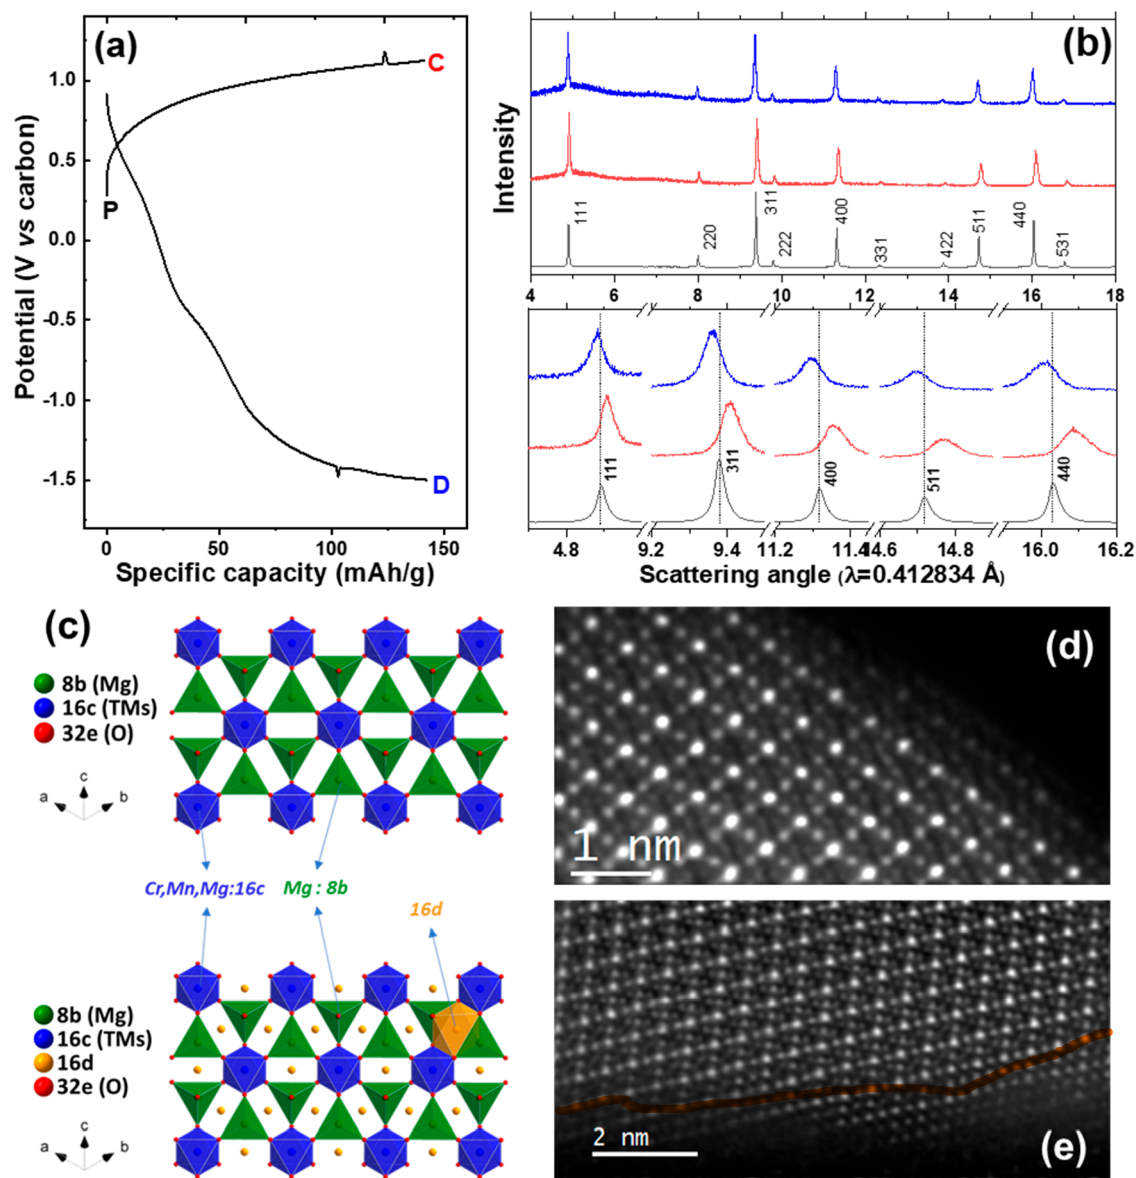 (a)
C
P
D
1.0
0.5
0.0
-0.5
-1.0
-1.5
0 50 100 150
Potential (V vs carbon)
Specific capacity (mAh/g)
(b)
Intensity
111 220 311 222 400 331 422 511 440 531
4 6 8 10 12 14 16 18
111 311 400 511 440
4.8 9.2 9.4 11.2 11.4 14.6 14.8 16.0 16.2
Scattering angle (λ=0.412834 Å)
(c)
8b (Mg)
16c (TMs)
32e (O)
c
a b
Cr,Mn,Mg:16c Mg : 8b
16d
8b (Mg)
16c (TMs)
16d
32e (O)
c
a b
(d)
1 nm
2 nm
(e)